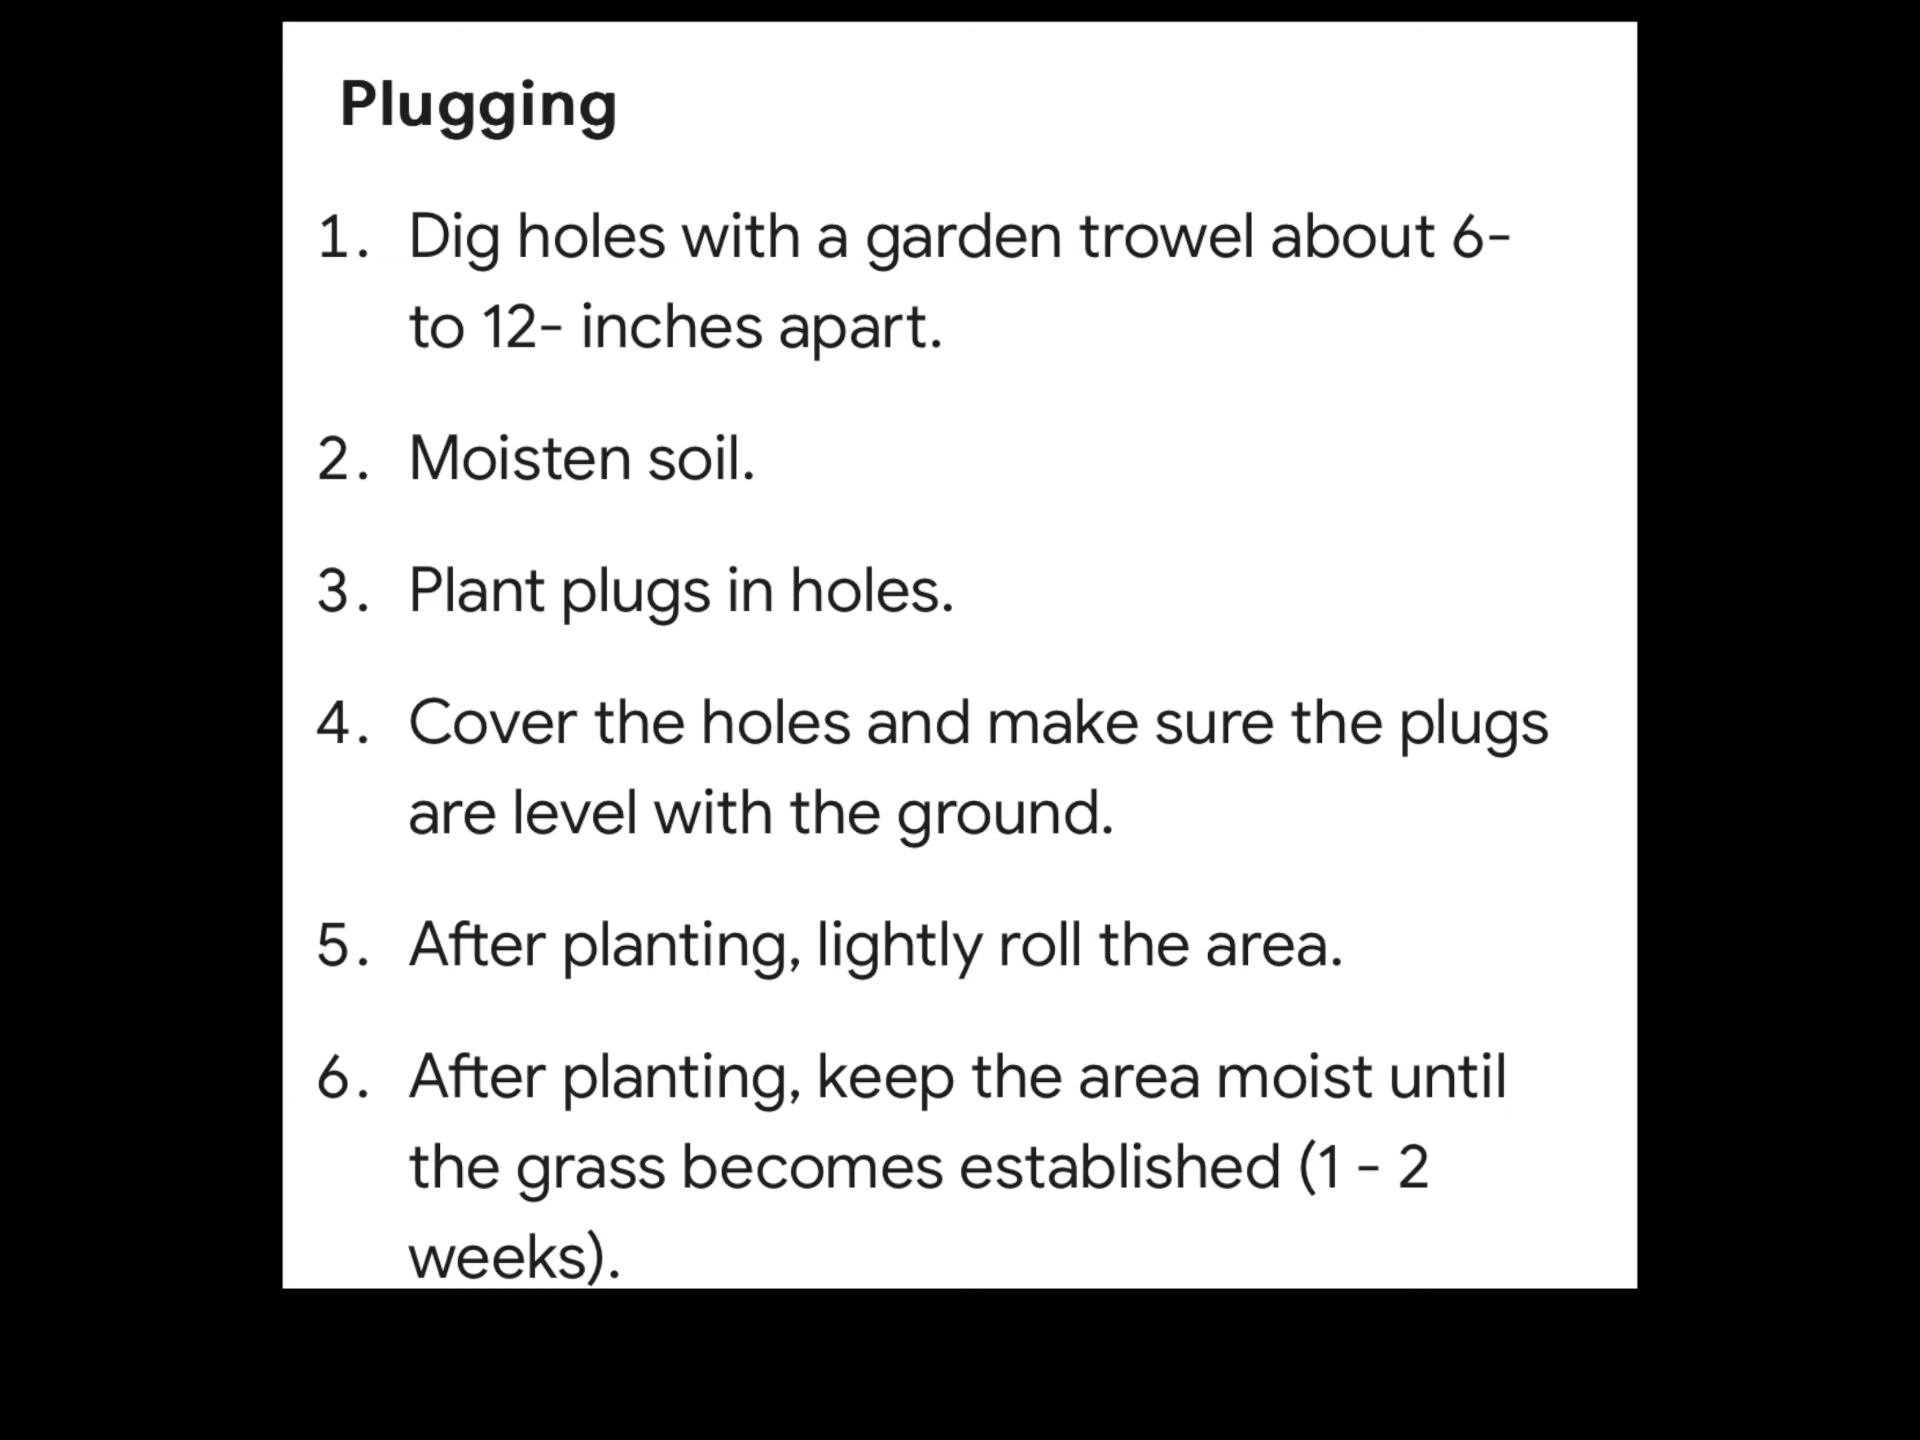 Plugging
1. Dig holes with a garden trowel about 6-
to 12- inches apart.
2. Moisten soil.
3. Plant plugs in holes.
4. Cover the holes and make sure the plugs
are level with the ground.
5. After planting, lightly roll the area.
6. After planting, keep the area moist until
the grass becomes established (1 - 2
weeks).